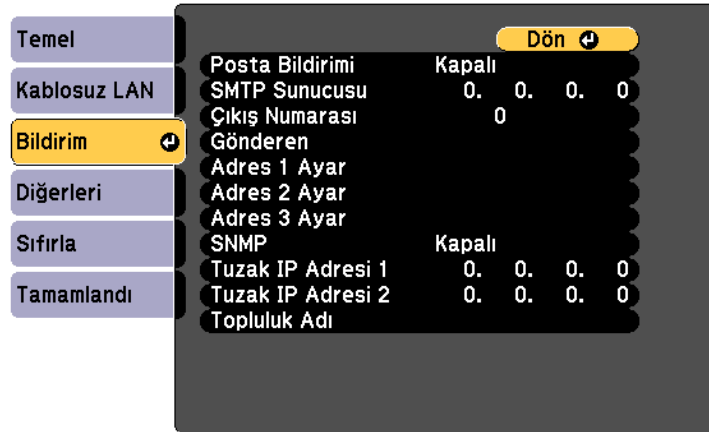 Temel
Kablosuz LAN
Bildirim
Diğerleri
Sıfırla
Tamamlandı
Dön
Posta Bildirimi Kapalı
SMTP Sunucusu 0. 0. 0. 0
Çıkış Numarası 0
Gönderen
Adres 1 Ayar
Adres 2 Ayar
Adres 3 Ayar
SNMP Kapalı
Tuzak IP Adresi 1 0. 0. 0. 0
Tuzak IP Adresi 2 0. 0. 0. 0
Topluluk Adı